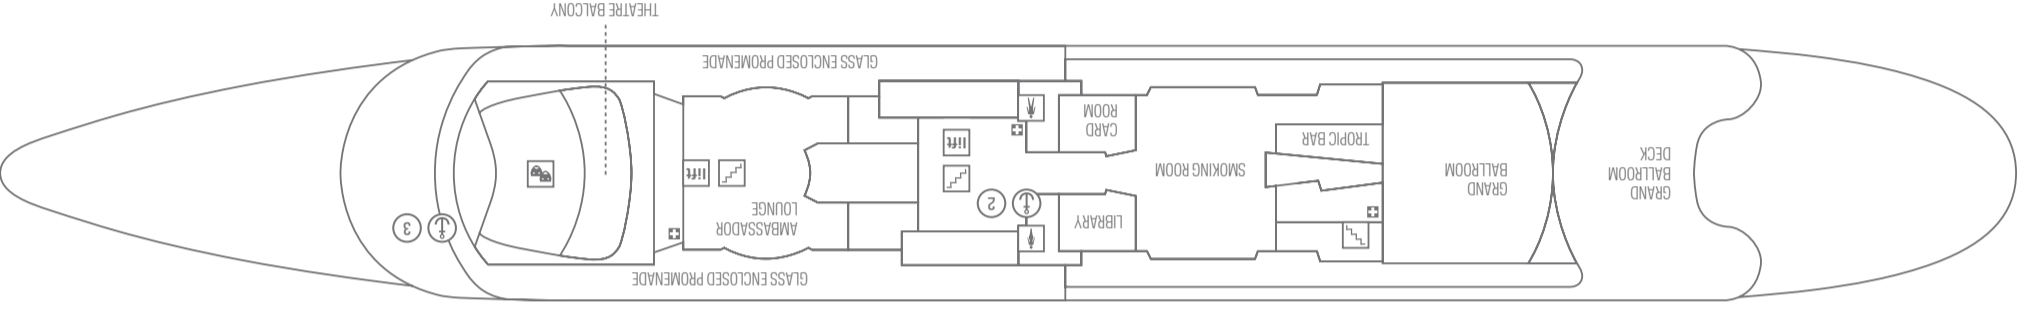 GLASS ENCLOSED PROMENADE
GRAND
BALLROOM
DECK
GRAND
BALLROOM
TROPIC BAR
SMOKING ROOM
LIBRARY
CARD
ROOM
2
lift
AMBASSADOR
LOUNGE
lift
3
GLASS ENCLOSED PROMENADE
THEATRE BALCONY